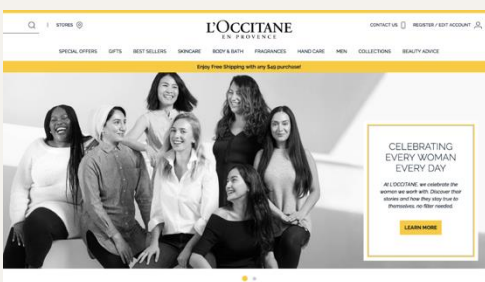 STORES
L'OCCITANE
EN PROVENCE
CONTACT US
REGISTER / EDIT ACCOUNT
SPECIAL OFFERS GIFTS BEST SELLERS SKINCARE BODY & BATH FRAGRANCES HAND CARE MEN COLLECTIONS BEAUTY ADVICE
Enjoy Free Shipping with any $49 purchase!
CELEBRATING
EVERY WOMAN
EVERY DAY
At L'OCCITANE, we celebrate the
women we work with. Discover their
stories and how they stay true to
themselves, no filter needed.
LEARN MORE